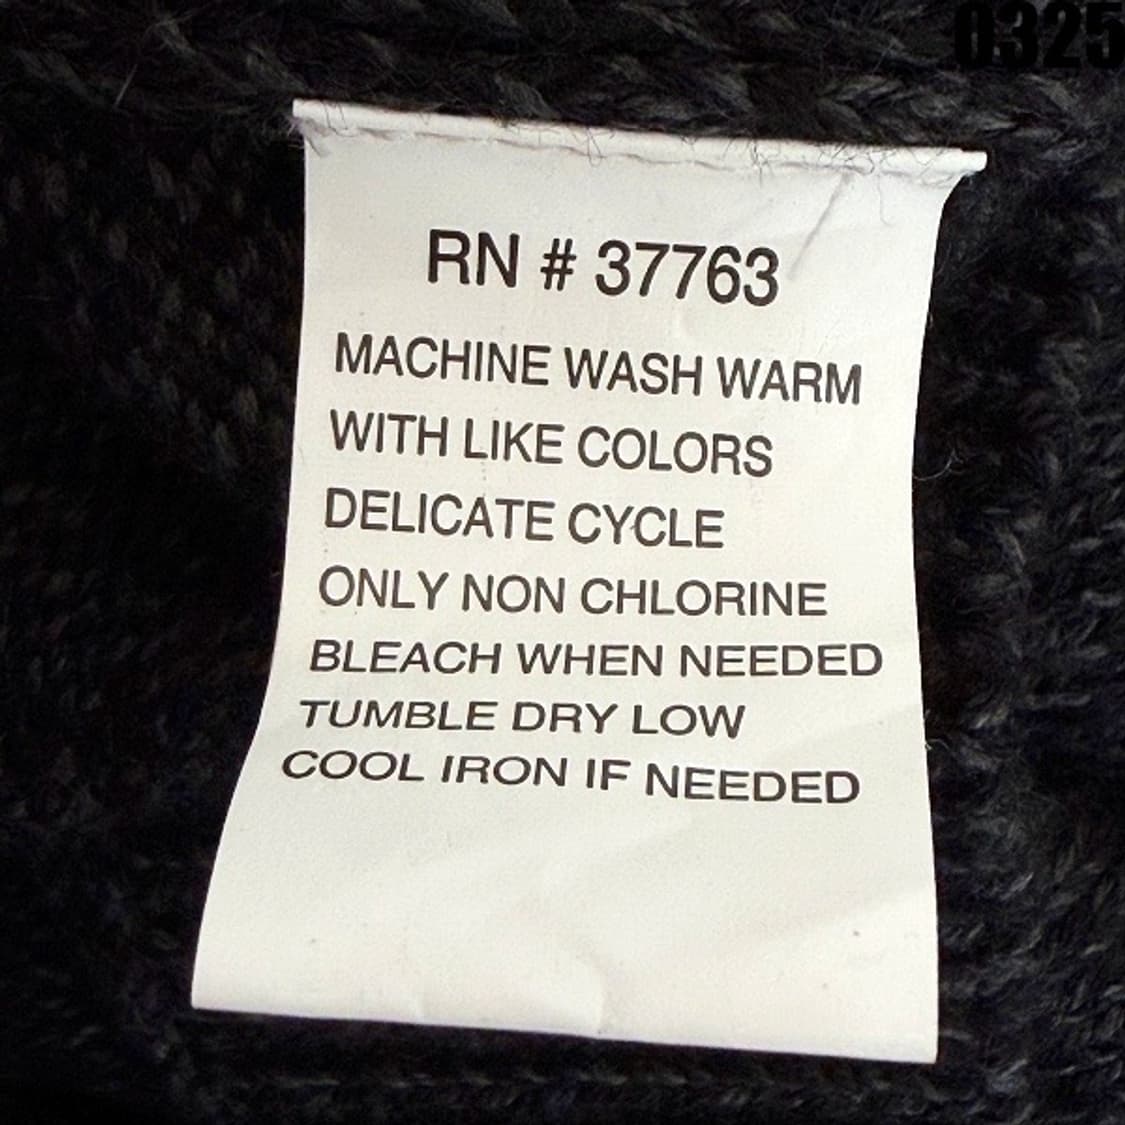 0325
RN # 37763
MACHINE WASH WARM
WITH LIKE COLORS
DELICATE CYCLE
ONLY NON CHLORINE
BLEACH WHEN NEEDED
TUMBLE DRY LOW
COOL IRON IF NEEDED